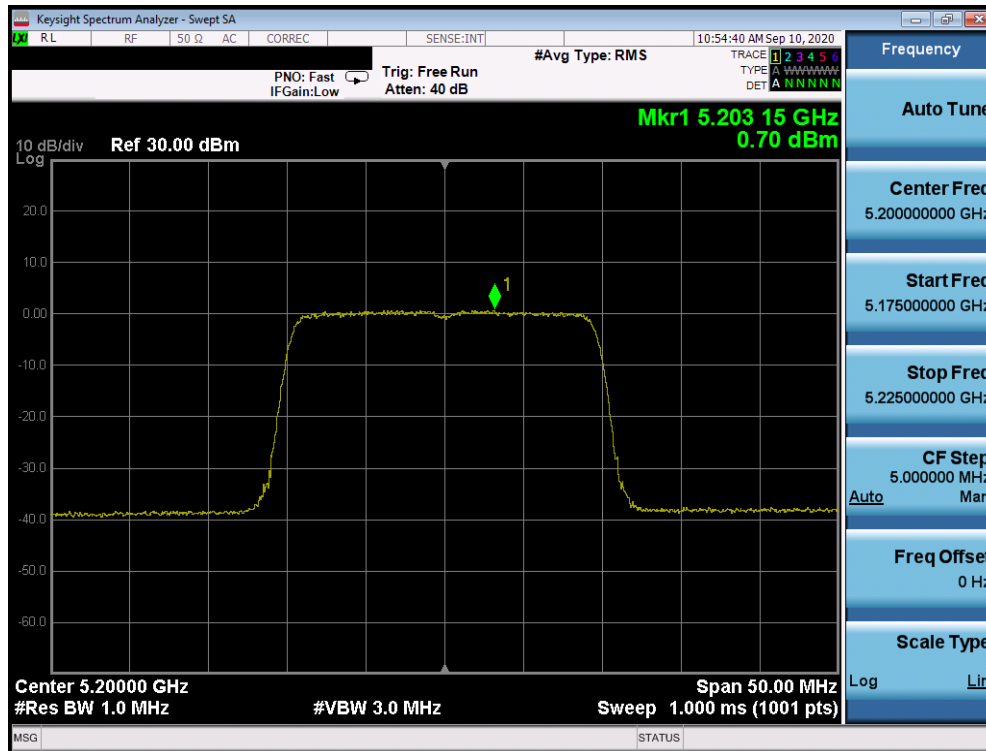 Keysight Spectrum Analyzer - Swept SA
LXI RL RF 50 Ω AC CORREC SENSE:INT 10:54:40 AM Sep 10, 2020
#Avg Type: RMS TRACE 1 2 3 4 5 6
PNO: Fast Trig: Free Run TYPE A WWWWW
IFGain:Low Atten: 40 dB DET A N N N N N
Mkr1 5.203 15 GHz
0.70 dBm
10 dB/div Ref 30.00 dBm
Log
20.0
10.0
1
0.00
-10.0
-20.0
-30.0
-40.0
-50.0
-60.0
Center 5.20000 GHz Span 50.00 MHz
#Res BW 1.0 MHz #VBW 3.0 MHz Sweep 1.000 ms (1001 pts)
MSG STATUS
Frequency
Auto Tune
Center Freq
5.200000000 GHz
Start Freq
5.175000000 GHz
Stop Freq
5.225000000 GHz
CF Step
5.000000 MHz
Auto Man
Freq Offset
0 Hz
Scale Type
Log Lin